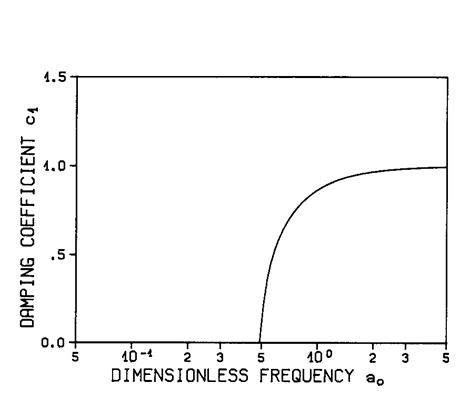 1.5
1.0
.5
0.0
DAMPING COEFFICIENT c1
5 10-1 2 3 5 100 2 3 5
DIMENSIONLESS FREQUENCY ao